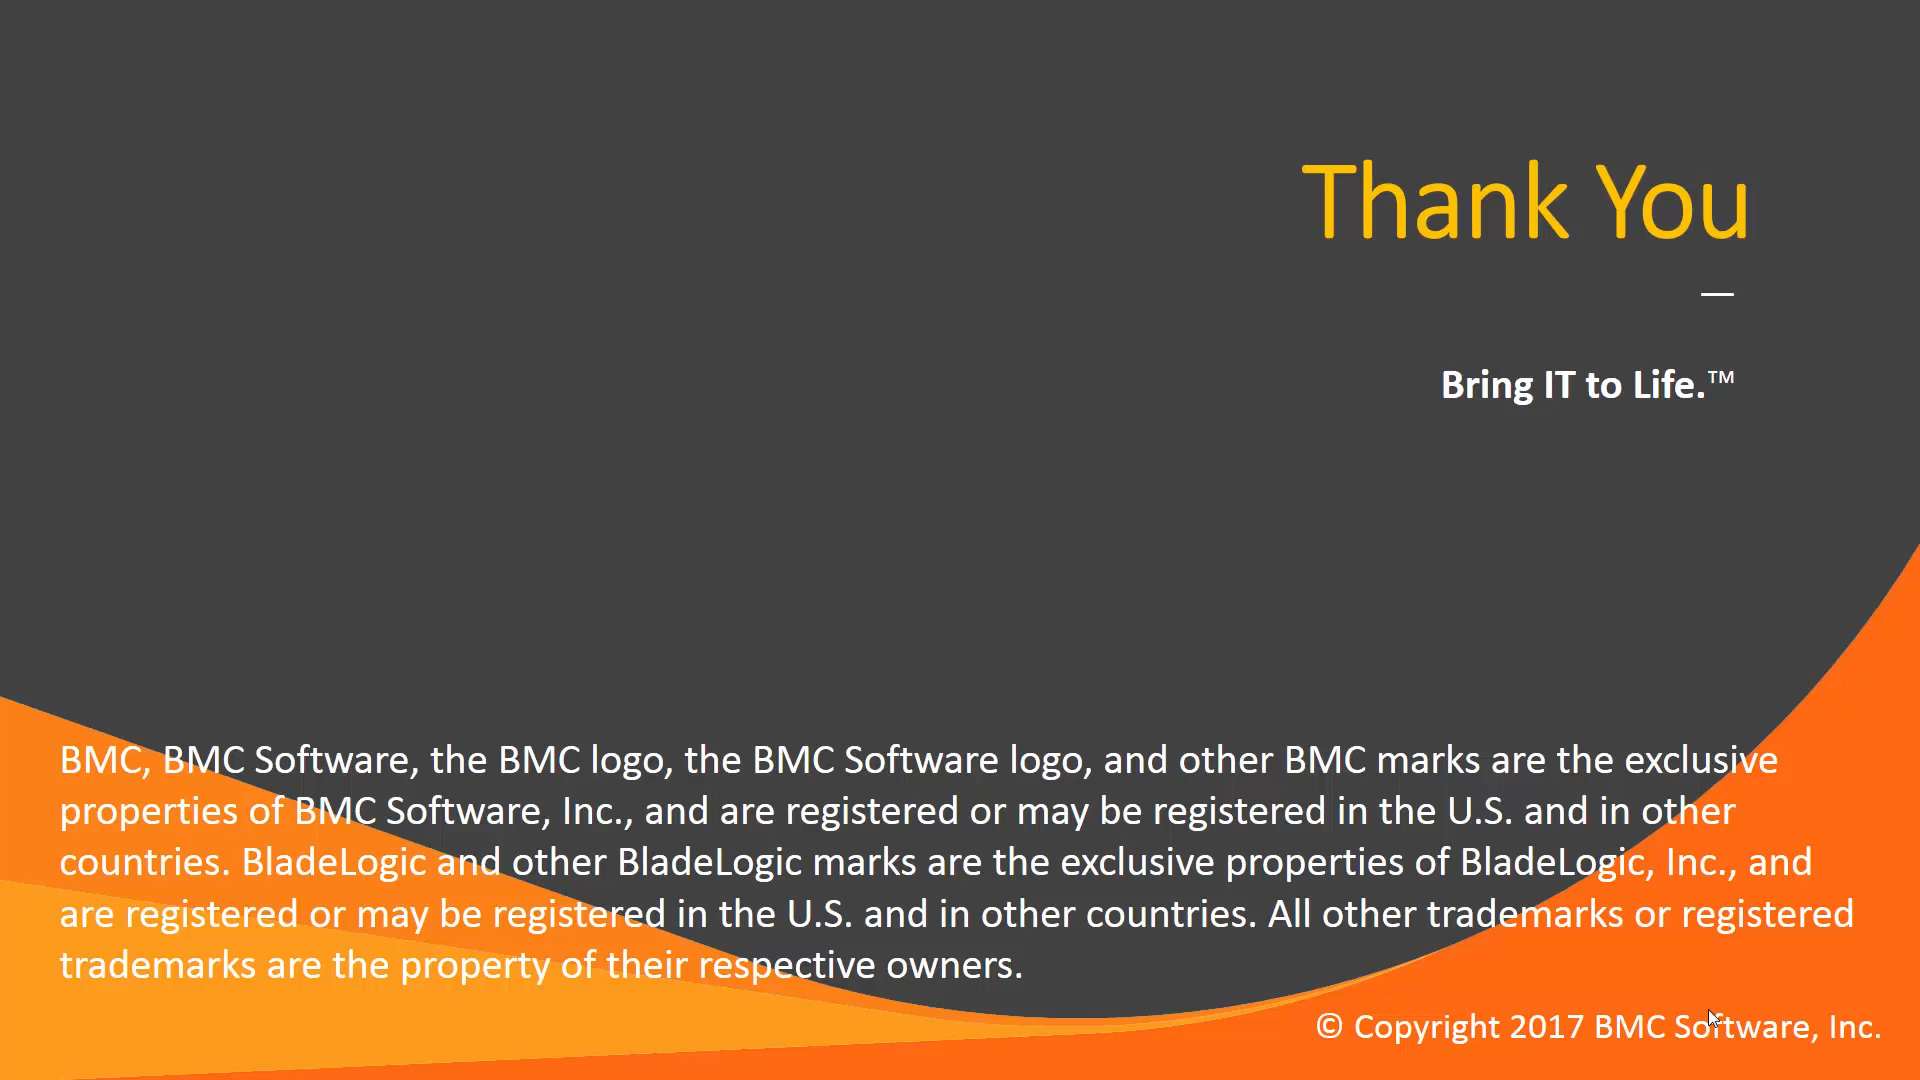 Thank You
—
Bring IT to Life.™
BMC, BMC Software, the BMC logo, the BMC Software logo, and other BMC marks are the exclusive
properties of BMC Software, Inc., and are registered or may be registered in the U.S. and in other
countries. BladeLogic and other BladeLogic marks are the exclusive properties of BladeLogic, Inc., and
are registered or may be registered in the U.S. and in other countries. All other trademarks or registered
trademarks are the property of their respective owners.
© Copyright 2017 BMC Software, Inc.